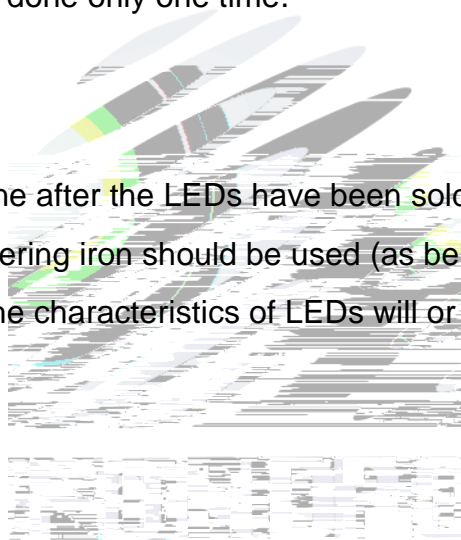 done only one time.
ne after the LEDs have been sold
ering iron should be used (as be
ne characteristics of LEDs will or